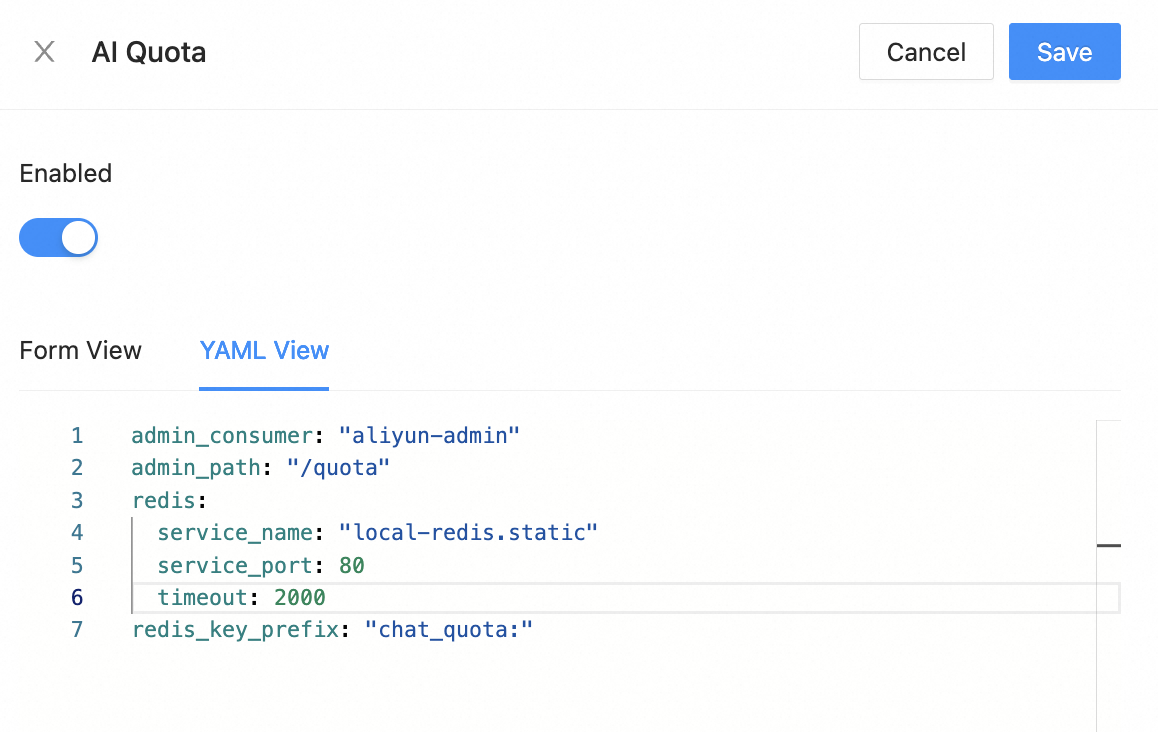 AI Quota
Cancel
Save
Enabled
Form View
YAML View
1 admin_consumer: "aliyun-admin"
2 admin_path: "/quota"
3 redis:
4   service_name: "local-redis.static"
5   service_port: 80
6   timeout: 2000
7 redis_key_prefix: "chat_quota:"